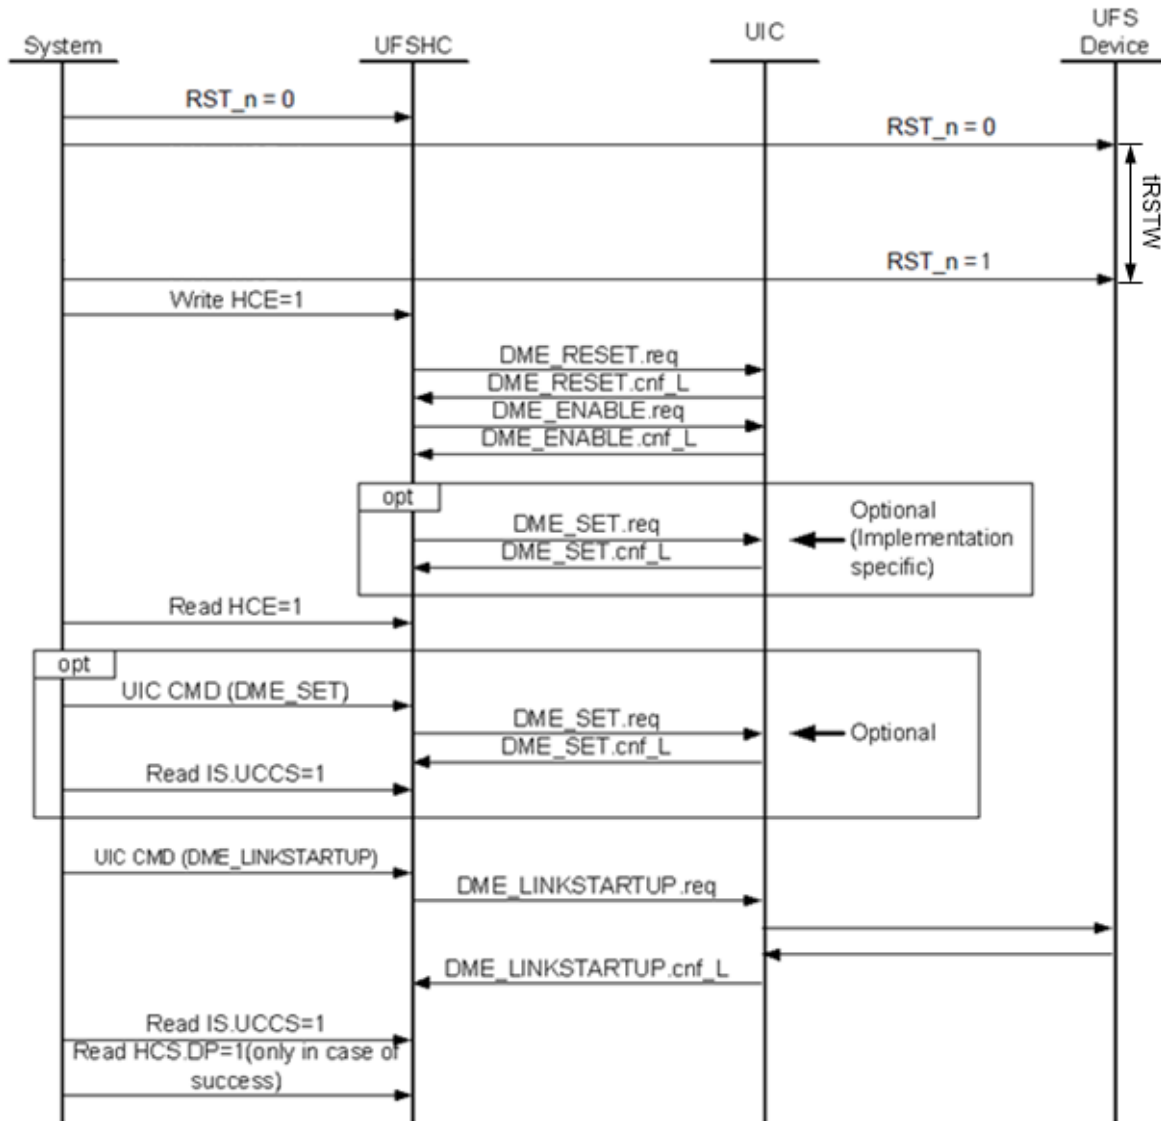 System
UFSHC
UIC
UFS
Device
RST_n = 0
RST_n = 0
tRSTW
RST_n = 1
Write HCE=1
DME_RESET.req
DME_RESET.cnf_L
DME_ENABLE.req
DME_ENABLE.cnf_L
opt
DME_SET.req
DME_SET.cnf_L
Optional
(Implementation
specific)
Read HCE=1
opt
UIC CMD (DME_SET)
DME_SET.req
DME_SET.cnf_L
Optional
Read IS.UCCS=1
UIC CMD (DME_LINKSTARTUP)
DME_LINKSTARTUP.req
DME_LINKSTARTUP.cnf_L
Read IS.UCCS=1
Read HCS.DP=1(only in case of
success)